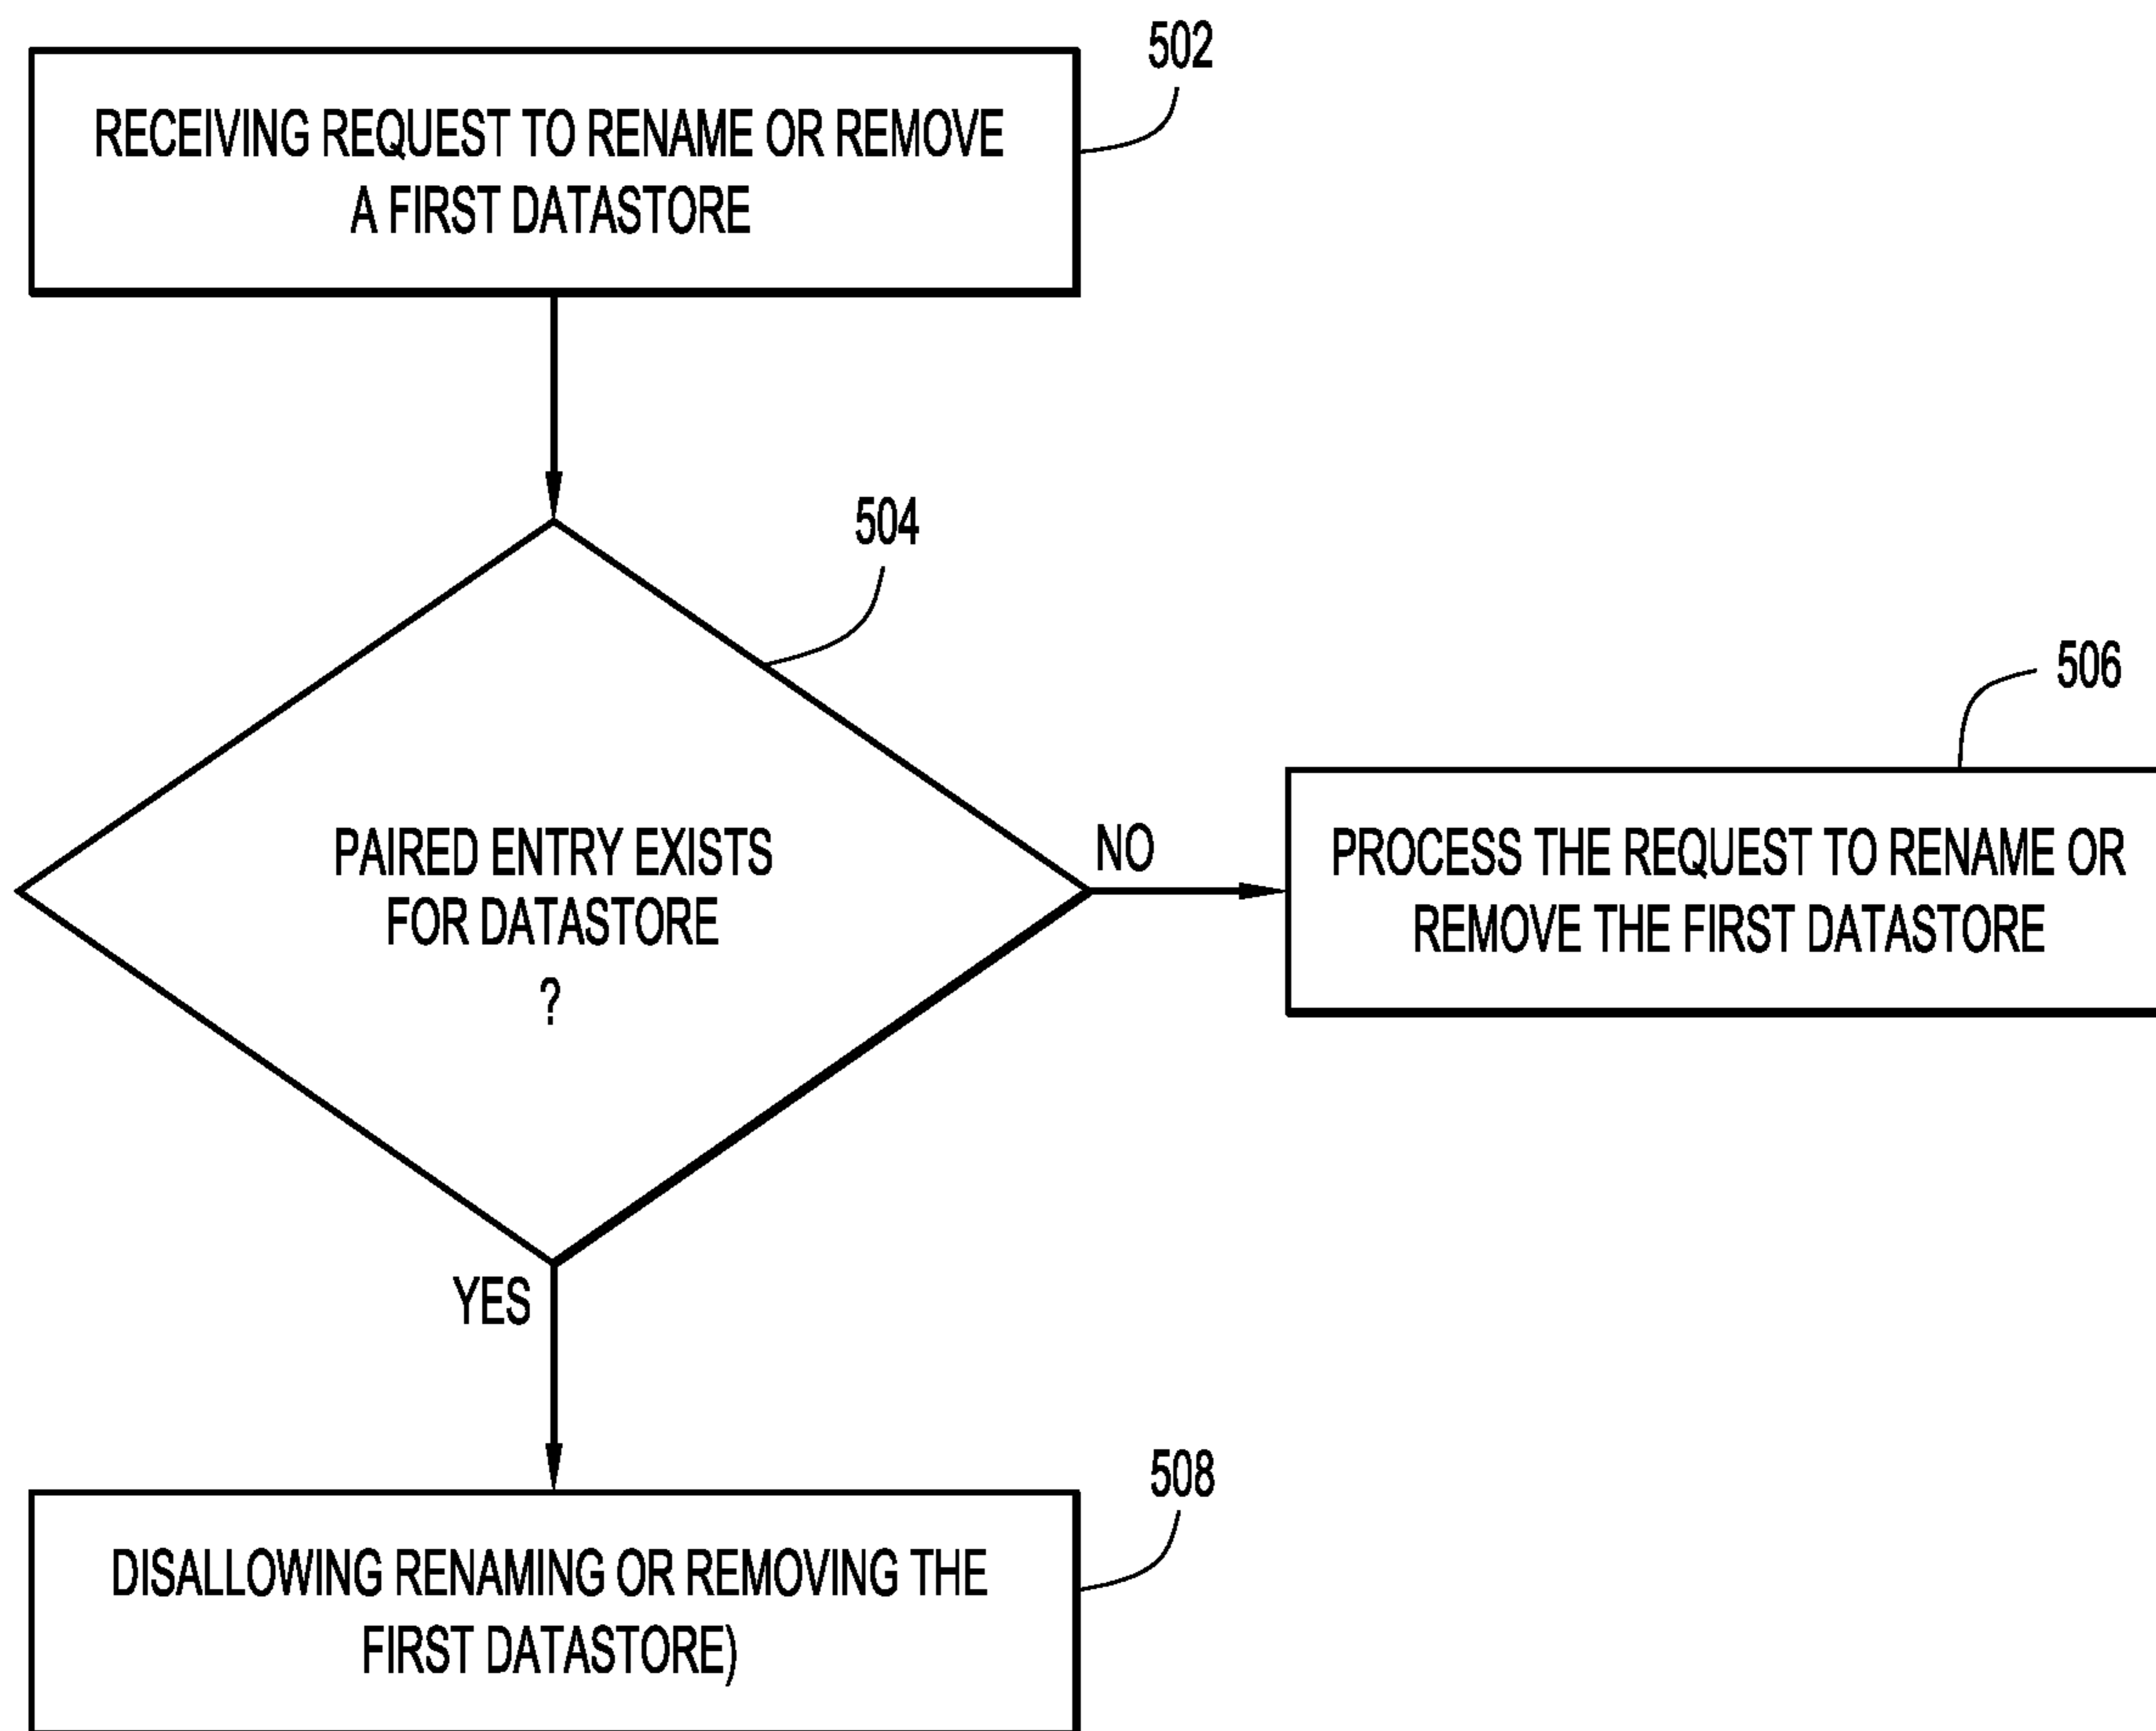 502
RECEIVING REQUEST TO RENAME OR REMOVE
A FIRST DATASTORE
504
PAIRED ENTRY EXISTS
FOR DATASTORE
?
NO
506
PROCESS THE REQUEST TO RENAME OR
REMOVE THE FIRST DATASTORE
YES
508
DISALLOWING RENAMING OR REMOVING THE
FIRST DATASTORE)